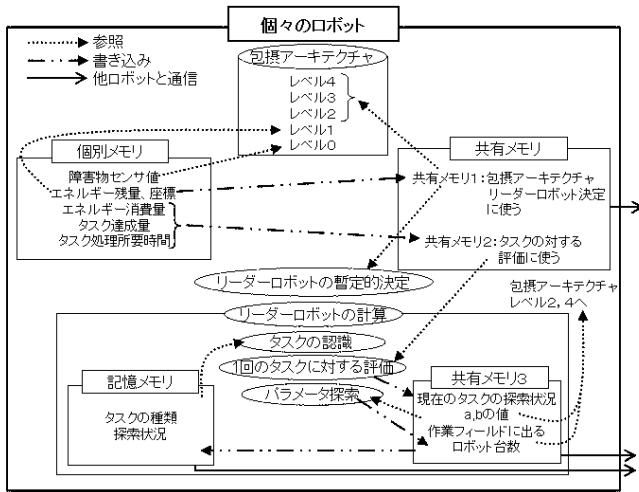 個々のロボット
参照
書き込み
他ロボットと通信
包摂アーキテクチャ
レベル4
レベル3
レベル2
レベル1
レベル0
個別メモリ
障害物センサ値
エネルギー残量、座標
エネルギー消費量
タスク達成量
タスク処理所要時間
共有メモリ
共有メモリ1:包摂アーキテクチャ
リーダーロボット決定
に使う
共有メモリ2:タスクの対する
評価に使う
リーダーロボットの暫定的決定
包摂アーキテクチャ
レベル2,4へ
リーダーロボットの計算
タスクの認識
1回のタスクに対する評価
パラメータ探索
記憶メモリ
タスクの種類
探索状況
共有メモリ3
現在のタスクの探索状況
a,bの値
作業フィールドに出る
ロボット台数